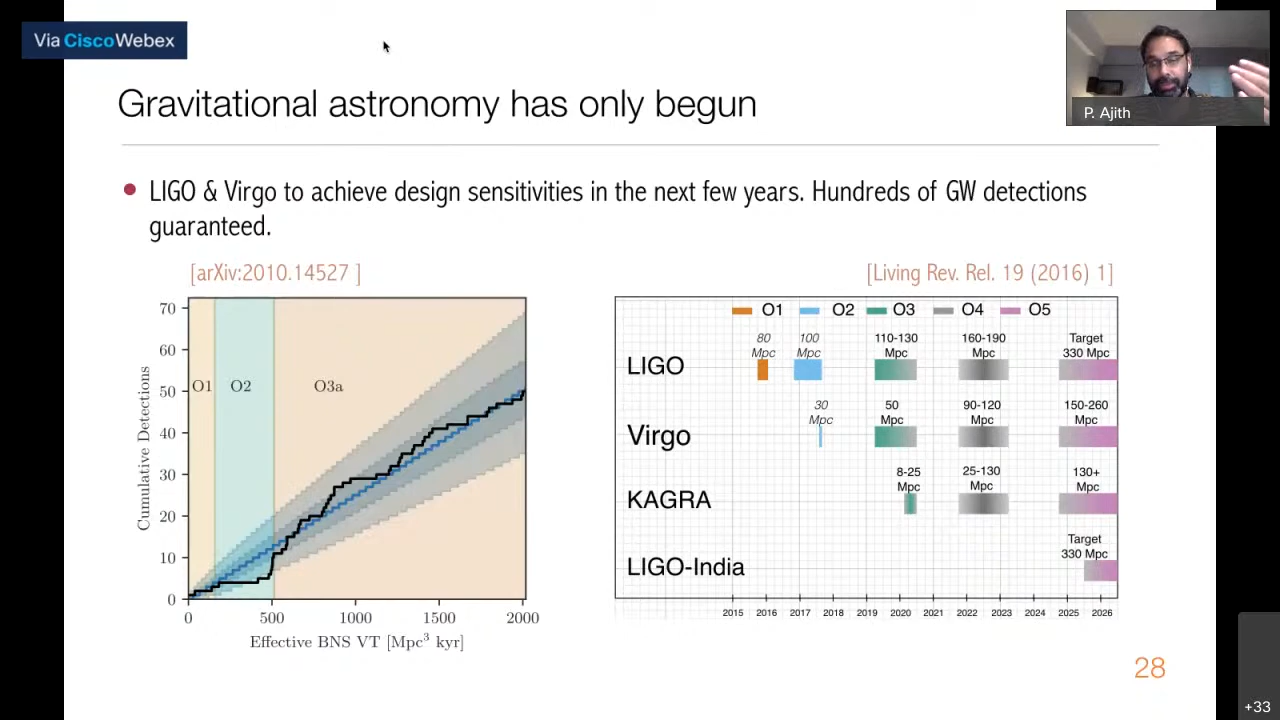 Via Cisco Webex
P. Ajith
Gravitational astronomy has only begun
LIGO & Virgo to achieve design sensitivities in the next few years. Hundreds of GW detections
guaranteed.
[arXiv:2010.14527 ]
[Living Rev. Rel. 19 (2016) 1]
Cumulative Detections
70
60
50
40
30
20
10
0
O1
O2
O3a
0 500 1000 1500 2000
Effective BNS VT [Mpc³ kyr]
O1 O2 O3 O4 O5
80 100 110-130 160-190 Target
Mpc Mpc Mpc Mpc 330 Mpc
LIGO
30 50 90-120 150-260
Mpc Mpc Mpc Mpc
Virgo
8-25 25-130 130+
Mpc Mpc Mpc
KAGRA
Target
330 Mpc
LIGO-India
2015 2016 2017 2018 2019 2020 2021 2022 2023 2024 2025 2026
28
+33